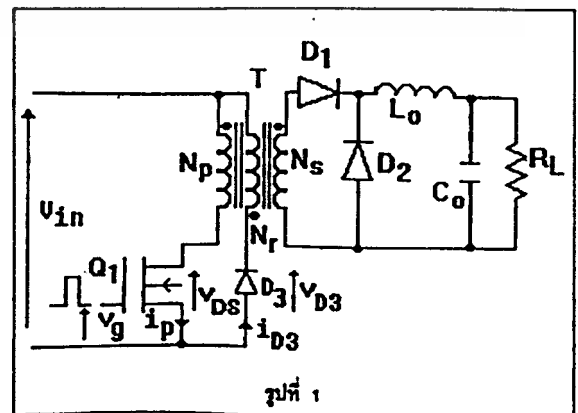 D1
T
Lo
Np
Ns
D2
Co
RL
Vin
Nr
Q1
vDS
D3
vD3
vg
ip
iD3
รูปที่ 1